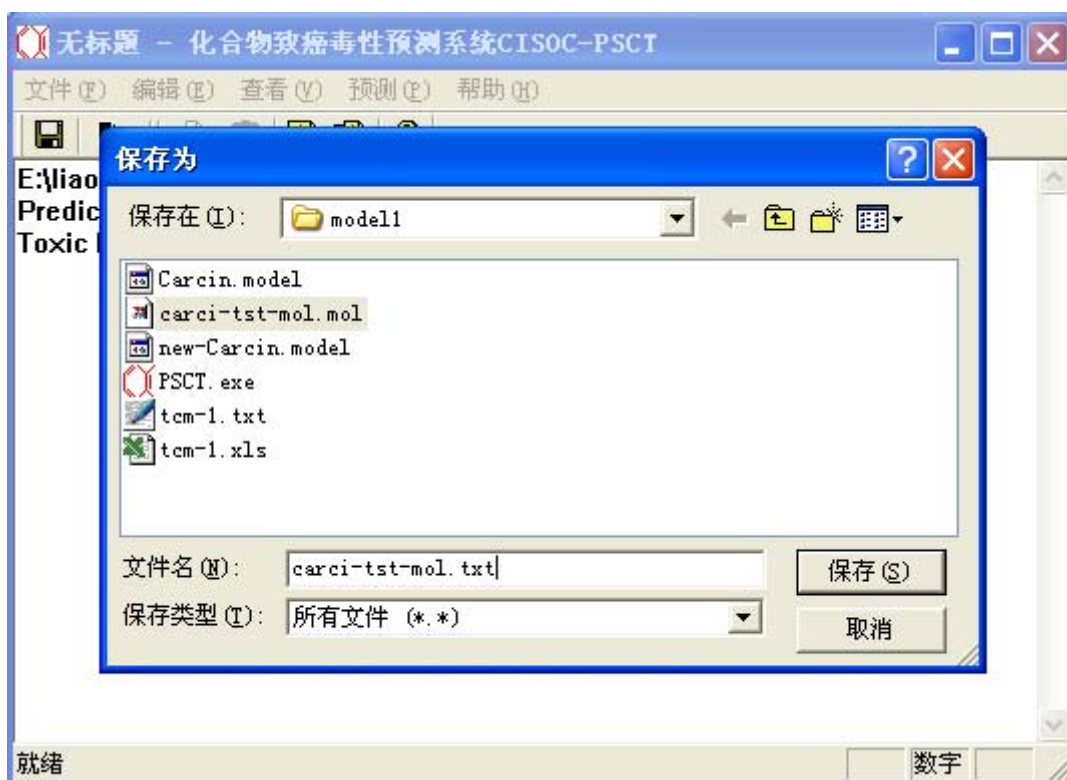 无标题 - 化合物致癌毒性预测系统CISOC-PSCT
文件(F) 编辑(E) 查看(V) 预测(P) 帮助(H)
保存为
E:\liao
Predic
Toxic
保存在(I): model1
Carcin.model
carci-tst-mol.mol
new-Carcin.model
PSCT.exe
tcm-1.txt
tcm-1.xls
文件名(N): carci-tst-mol.txt 保存(S)
保存类型(T): 所有文件 (*.*) 取消
就绪 数字